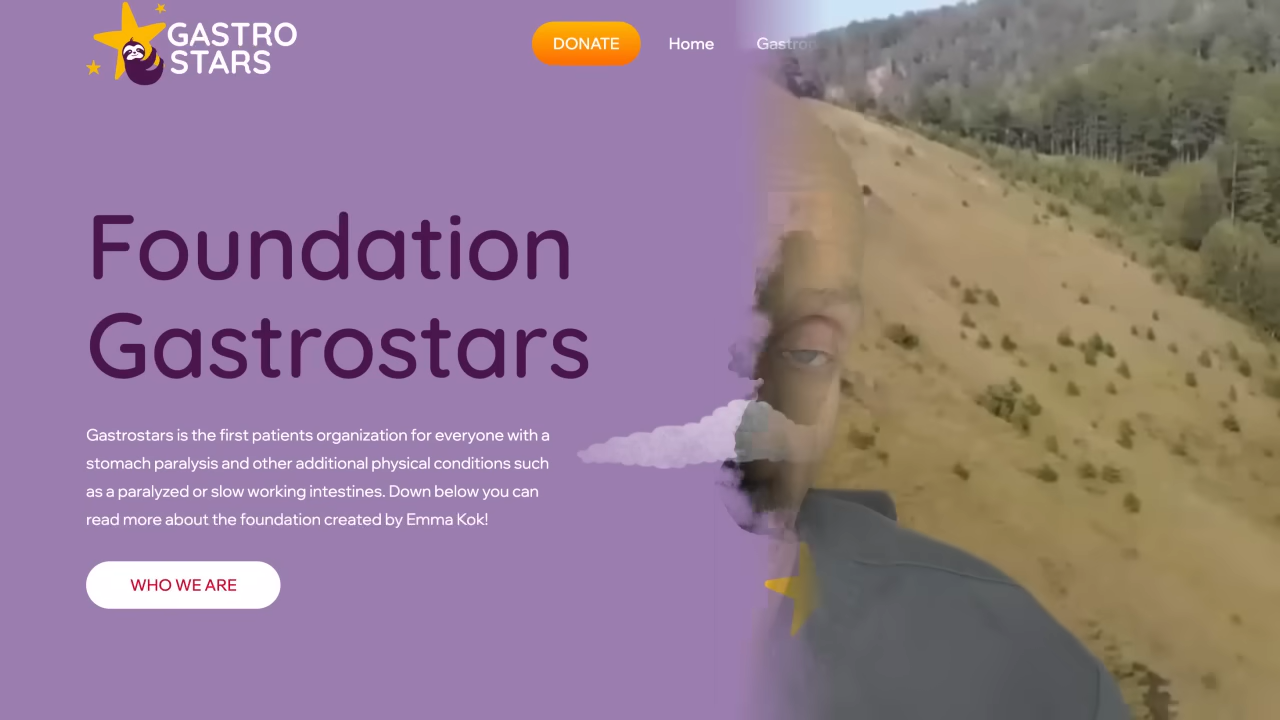 GASTRO
STARS
DONATE
Home
Foundation
Gastrostars
Gastrostars is the first patients organization for everyone with a
stomach paralysis and other additional physical conditions such
as a paralyzed or slow working intestines. Down below you can
read more about the foundation created by Emma Kok!
WHO WE ARE